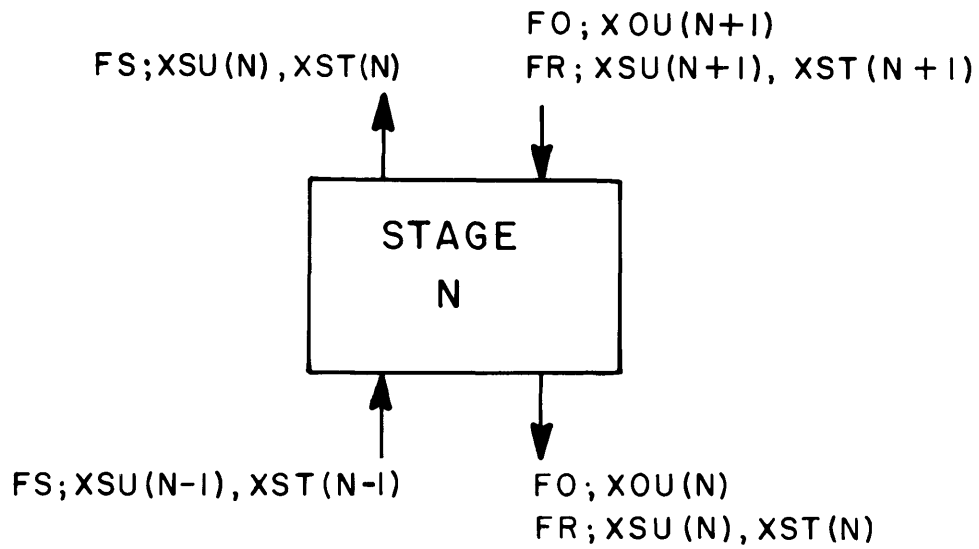 FO; XOU(N+1)
FS; XSU(N), XST(N)
FR; XSU(N+1), XST(N+1)
STAGE
N
FS; XSU(N-1), XST(N-1)
FO; XOU(N)
FR; XSU(N), XST(N)